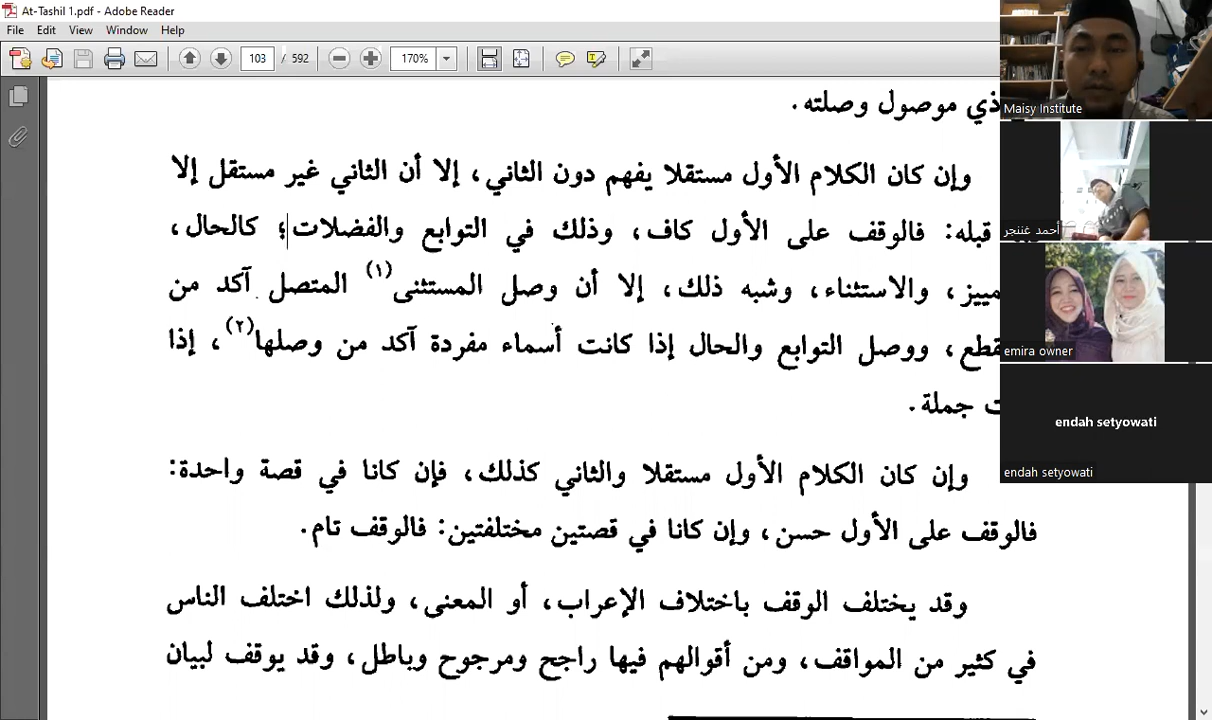 At-Tashil 1.pdf - Adobe Reader
File Edit View Window Help
103 / 592 170%
ذي موصول وصلته.
وإن كان الكلام الأول مستقلا يفهم دون الثاني، إلا أن الثاني غير مستقل إلا
قبله: فالوقف على الأول كاف، وذلك في التوابع والفضلات؛ كالحال،
مييز، والاستثناء، وشبه ذلك، إلا أن وصل المستثنى (١) المتصل آكد من
قطع، ووصل التوابع والحال إذا كانت أسماء مفردة آكد من وصلها(٢)، إذا
ت جملة.
وإن كان الكلام الأول مستقلا والثاني كذلك، فإن كانا في قصة واحدة:
فالوقف على الأول حسن، وإن كانا في قصتين مختلفتين: فالوقف تام.
وقد يختلف الوقف باختلاف الإعراب، أو المعنى، ولذلك اختلف الناس
في كثير من المواقف، ومن أقوالهم فيها راجح ومرجوح وباطل، وقد يوقف لبيان
Maisy Institute
أحمد غننجر
emira owner
endah setyowati
endah setyowati